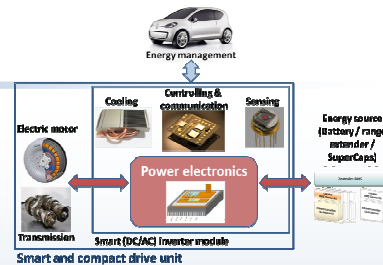 Energy management
Cooling
Controlling &
communication
Sensing
Electric motor
Power electronics
Energy source
(Battery / range
extender /
SuperCaps)
Transmission
Smart (DC/AC) inverter module
Smart and compact drive unit